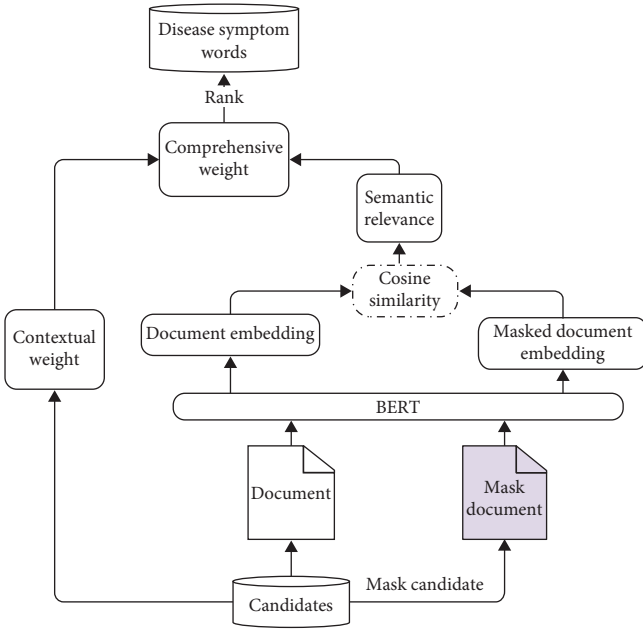 Disease symptom
words
Rank
Comprehensive
weight
Semantic
relevance
Cosine
similarity
Contextual
weight
Document embedding
Masked document
embedding
BERT
Document
Mask
document
Mask candidate
Candidates